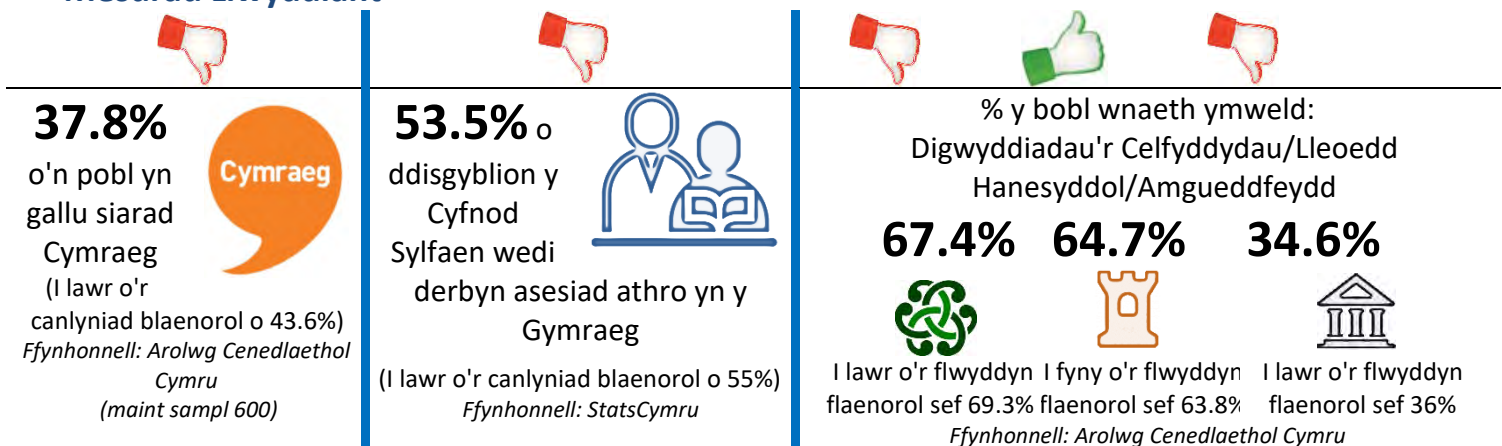 37.8%
o'n pobl yn
gallu siarad
Cymraeg
(I lawr o'r
canlyniad blaenorol o 43.6%)
Ffynhonnell: Arolwg Cenedlaethol
Cymru
(maint sampl 600)
Cymraeg
53.5% o
ddisgyblion y
Cyfnod
Sylfaen wedi
derbyn asesiad athro yn y
Gymraeg
(I lawr o'r canlyniad blaenorol o 55%)
Ffynhonnell: StatsCymru
% y bobl wnaeth ymweld:
Digwyddiadau'r Celfyddydau/Lleoedd
Hanesyddol/Amgueddfeydd
67.4% 64.7% 34.6%
I lawr o'r flwyddyn
flaenorol sef 69.3%
I fyny o'r flwyddyn
flaenorol sef 63.8%
I lawr o'r flwyddyn
flaenorol sef 36%
Ffynhonnell: Arolwg Cenedlaethol Cymru